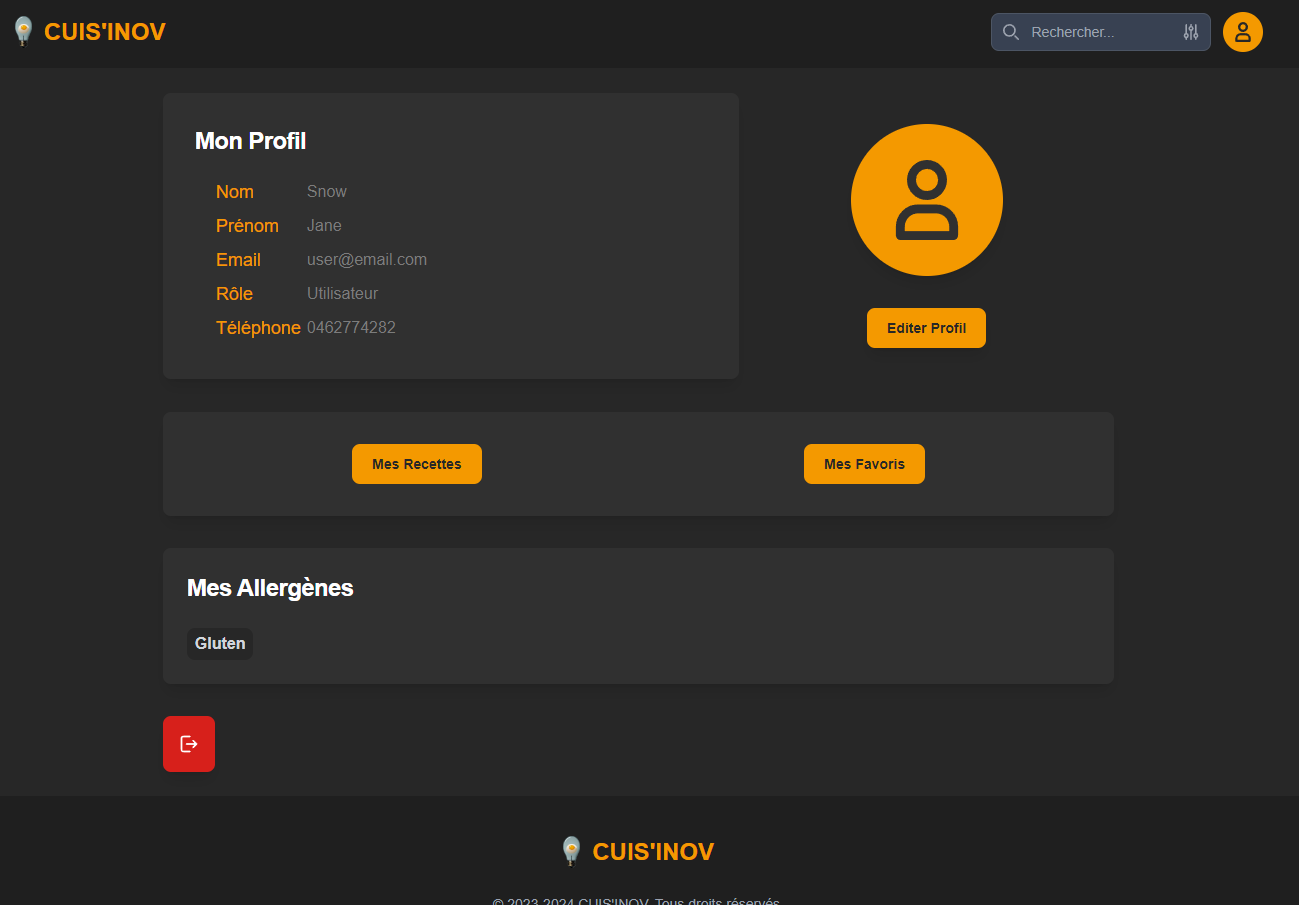 CUIS'INOV
Rechercher...
Mon Profil
Nom Snow
Prénom Jane
Email user@email.com
Rôle Utilisateur
Téléphone 0462774282
Editer Profil
Mes Recettes
Mes Favoris
Mes Allergènes
Gluten
CUIS'INOV
© 2023-2024 CUIS'INOV. Tous droits réservés.